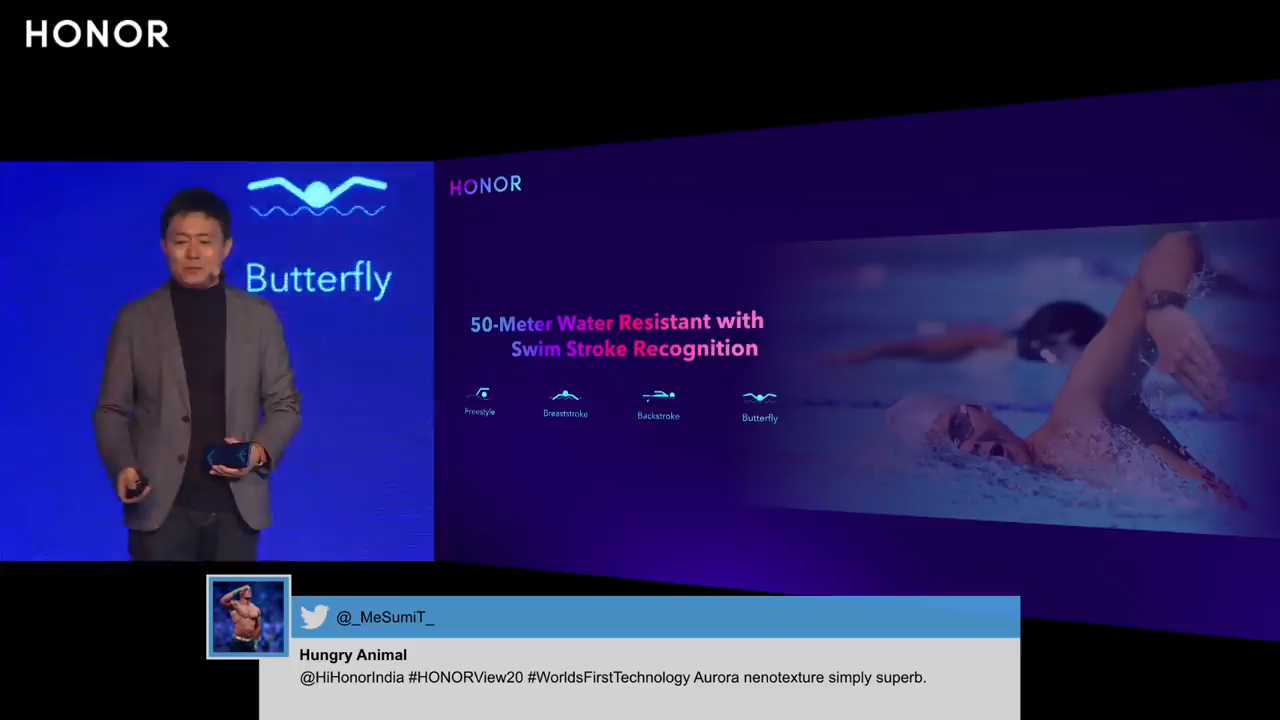 HONOR
Butterfly
HONOR
50-Meter Water Resistant with
Swim Stroke Recognition
Freestyle
Breaststroke
Backstroke
Butterfly
@_MeSumiT_
Hungry Animal
@HiHonorIndia #HONORView20 #WorldsFirstTechnology Aurora nenotexture simply superb.